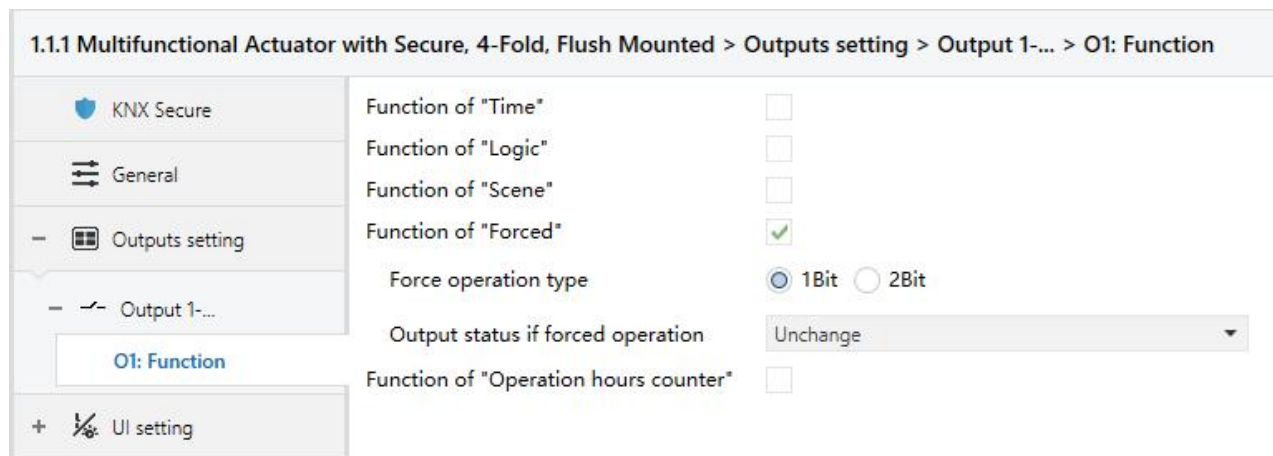 1.1.1 Multifunctional Actuator with Secure, 4-Fold, Flush Mounted > Outputs setting > Output 1-... > O1: Function
KNX Secure
General
Outputs setting
Output 1-...
O1: Function
UI setting
Function of "Time"
Function of "Logic"
Function of "Scene"
Function of "Forced"
Force operation type 1Bit 2Bit
Output status if forced operation Unchange
Function of "Operation hours counter"